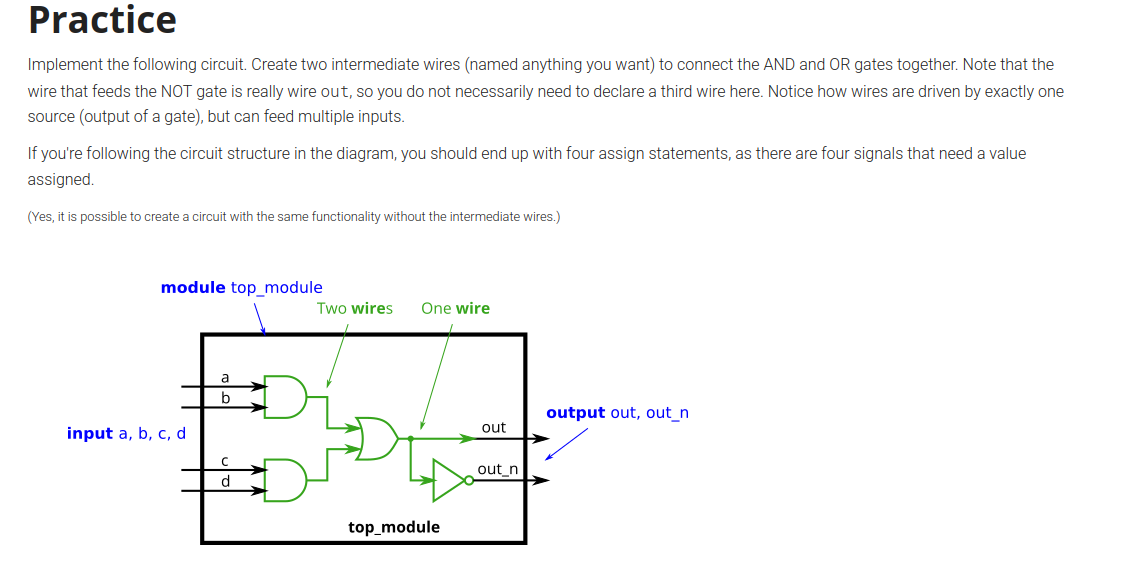 Practice
Implement the following circuit. Create two intermediate wires (named anything you want) to connect the AND and OR gates together. Note that the
wire that feeds the NOT gate is really wire out, so you do not necessarily need to declare a third wire here. Notice how wires are driven by exactly one
source (output of a gate), but can feed multiple inputs.
If you're following the circuit structure in the diagram, you should end up with four assign statements, as there are four signals that need a value
assigned.
(Yes, it is possible to create a circuit with the same functionality without the intermediate wires.)
module top_module
Two wires One wire
a
b
output out, out_n
out
input a, b, c, d
c
out_n
d
top_module